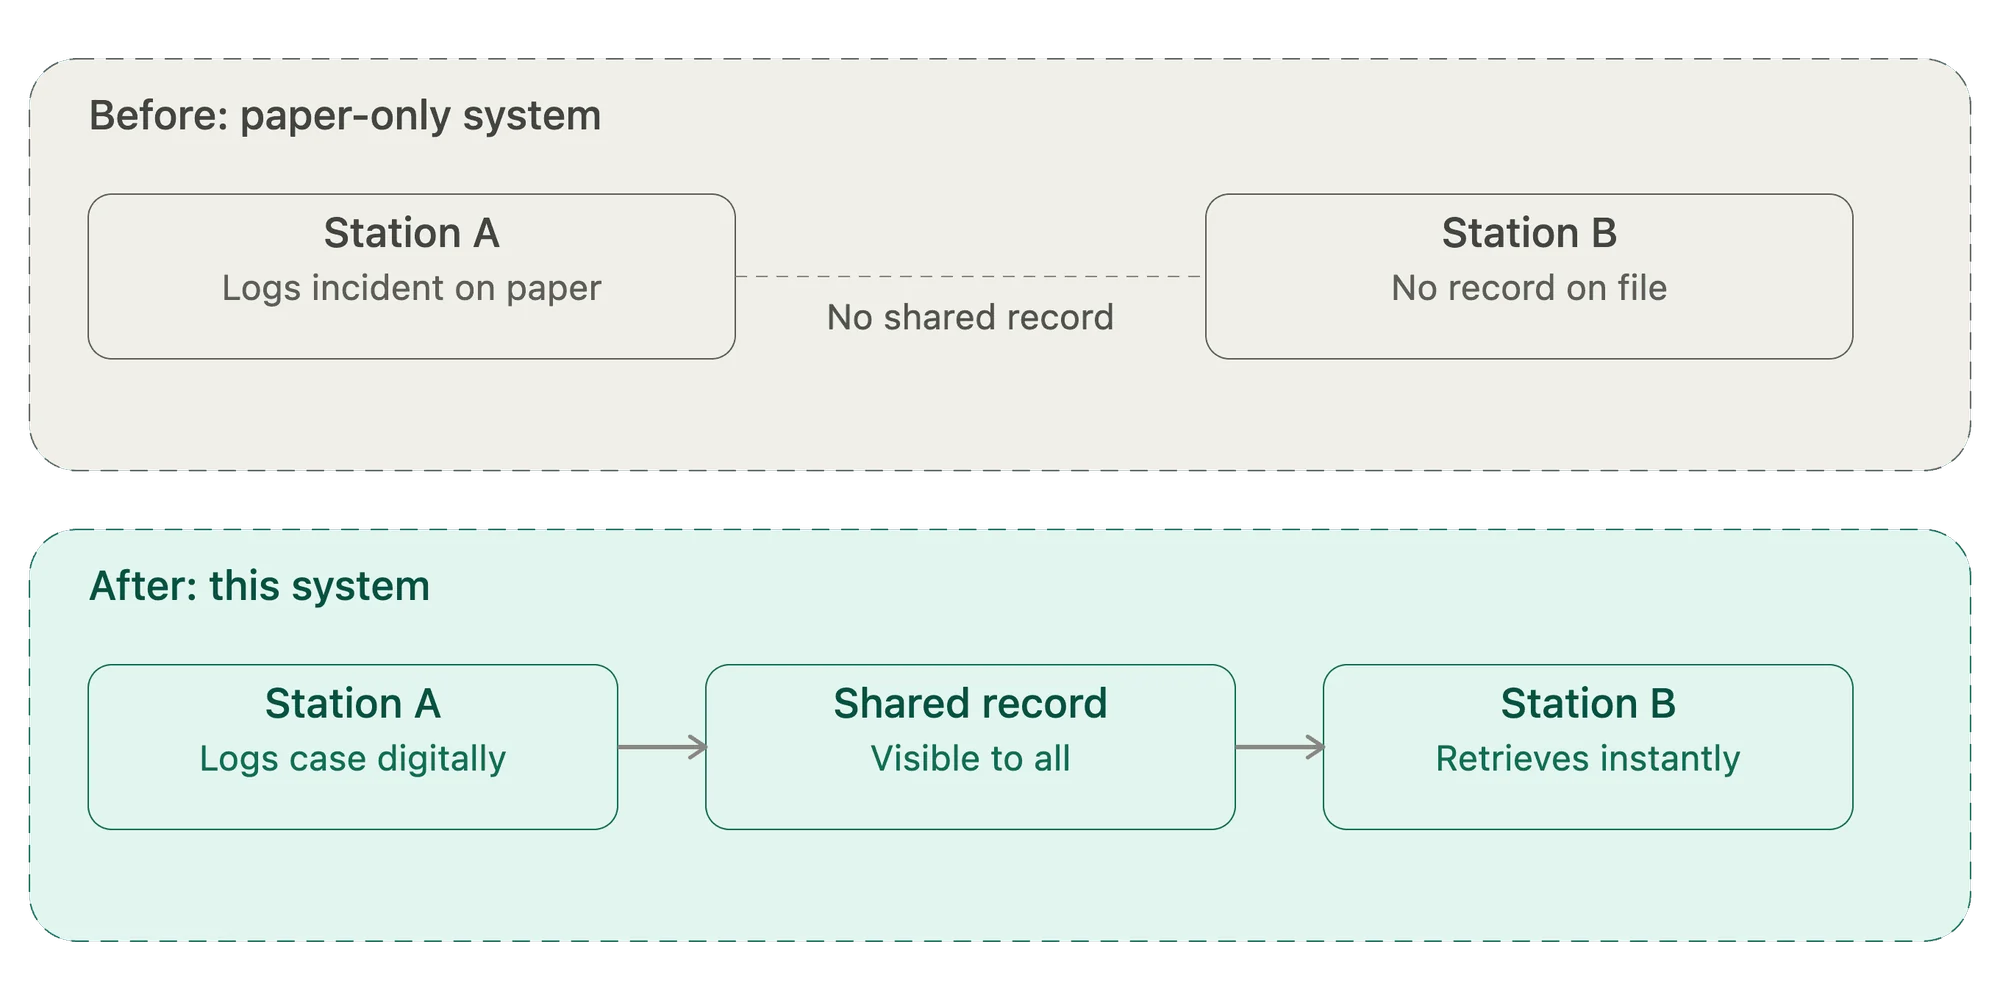 Before: paper-only system
Station A
Logs incident on paper
No shared record
Station B
No record on file
After: this system
Station A
Logs case digitally
Shared record
Visible to all
Station B
Retrieves instantly